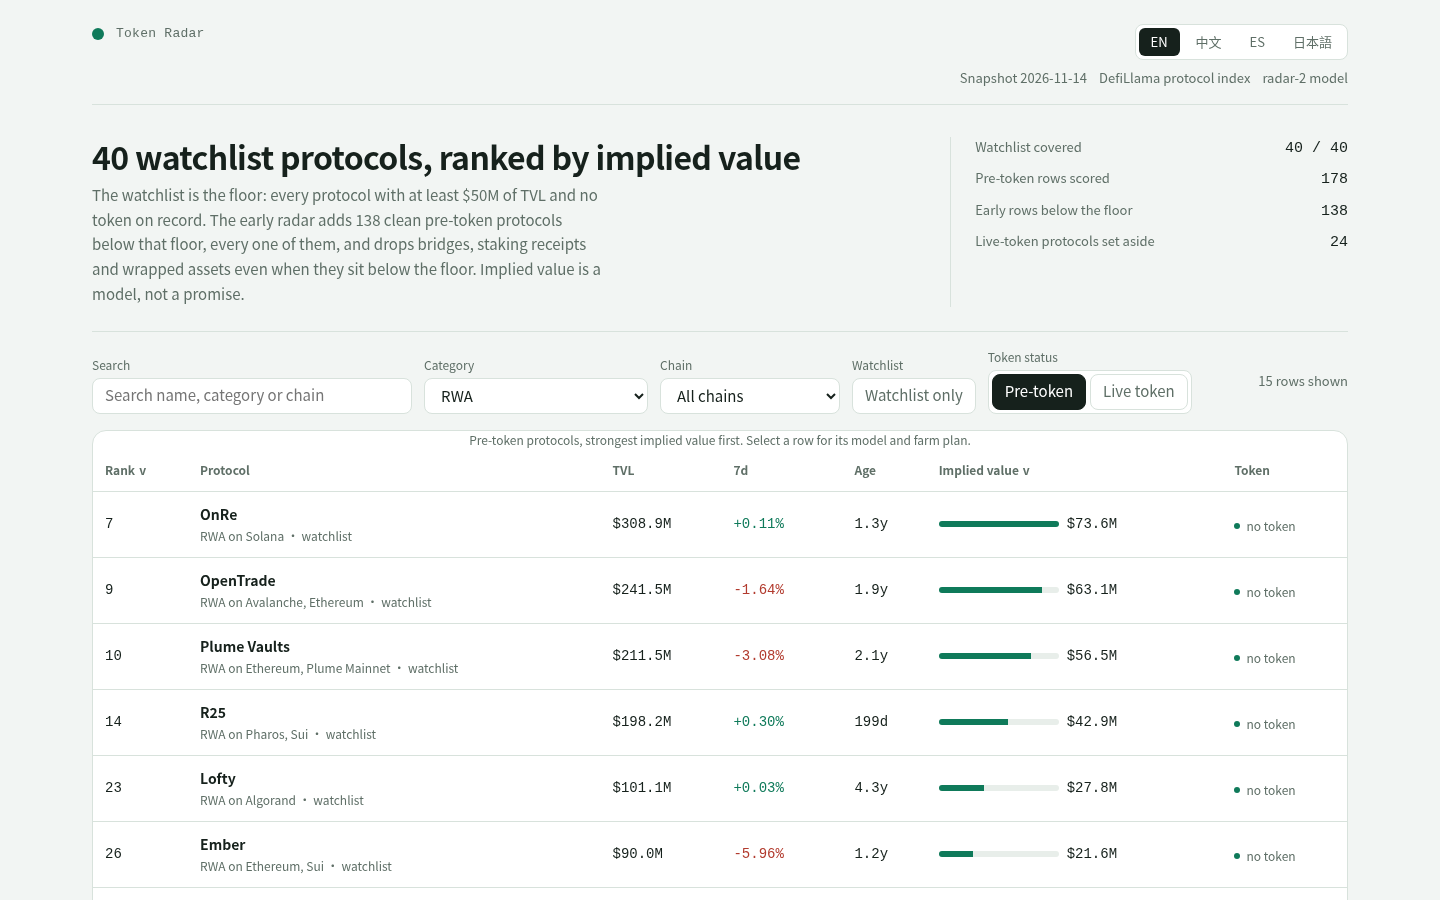 Token Radar
EN 中文 ES 日本語
Snapshot 2026-11-14 DefiLlama protocol index radar-2 model
40 watchlist protocols, ranked by implied value
The watchlist is the floor: every protocol with at least $50M of TVL and no
token on record. The early radar adds 138 clean pre-token protocols
below that floor, every one of them, and drops bridges, staking receipts
and wrapped assets even when they sit below the floor. Implied value is a
model, not a promise.
Watchlist covered 40 / 40
Pre-token rows scored 178
Early rows below the floor 138
Live-token protocols set aside 24
Search Category Chain Watchlist Token status
Search name, category or chain RWA All chains Watchlist only Pre-token Live token 15 rows shown
Pre-token protocols, strongest implied value first. Select a row for its model and farm plan.
Rank v Protocol TVL 7d Age Implied value v Token
7 OnRe $308.9M +0.11% 1.3y $73.6M no token
RWA on Solana • watchlist
9 OpenTrade $241.5M -1.64% 1.9y $63.1M no token
RWA on Avalanche, Ethereum • watchlist
10 Plume Vaults $211.5M -3.08% 2.1y $56.5M no token
RWA on Ethereum, Plume Mainnet • watchlist
14 R25 $198.2M +0.30% 199d $42.9M no token
RWA on Pharos, Sui • watchlist
23 Lofty $101.1M +0.03% 4.3y $27.8M no token
RWA on Algorand • watchlist
26 Ember $90.0M -5.96% 1.2y $21.6M no token
RWA on Ethereum, Sui • watchlist